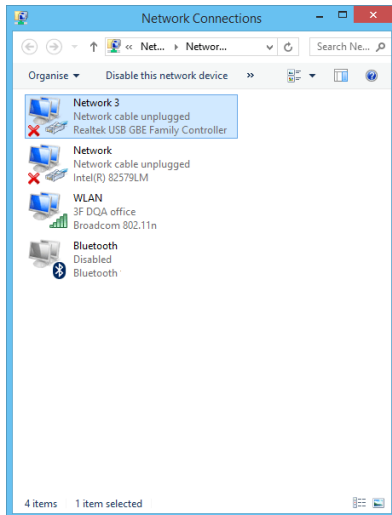 Network Connections
« Net... Networ...
Search Ne...
Organise
Disable this network device
»
Network 3
Network cable unplugged
Realtek USB GBE Family Controller
Network
Network cable unplugged
Intel(R) 82579LM
WLAN
3F DQA office
Broadcom 802.11n
Bluetooth
Disabled
Bluetooth
4 items 1 item selected